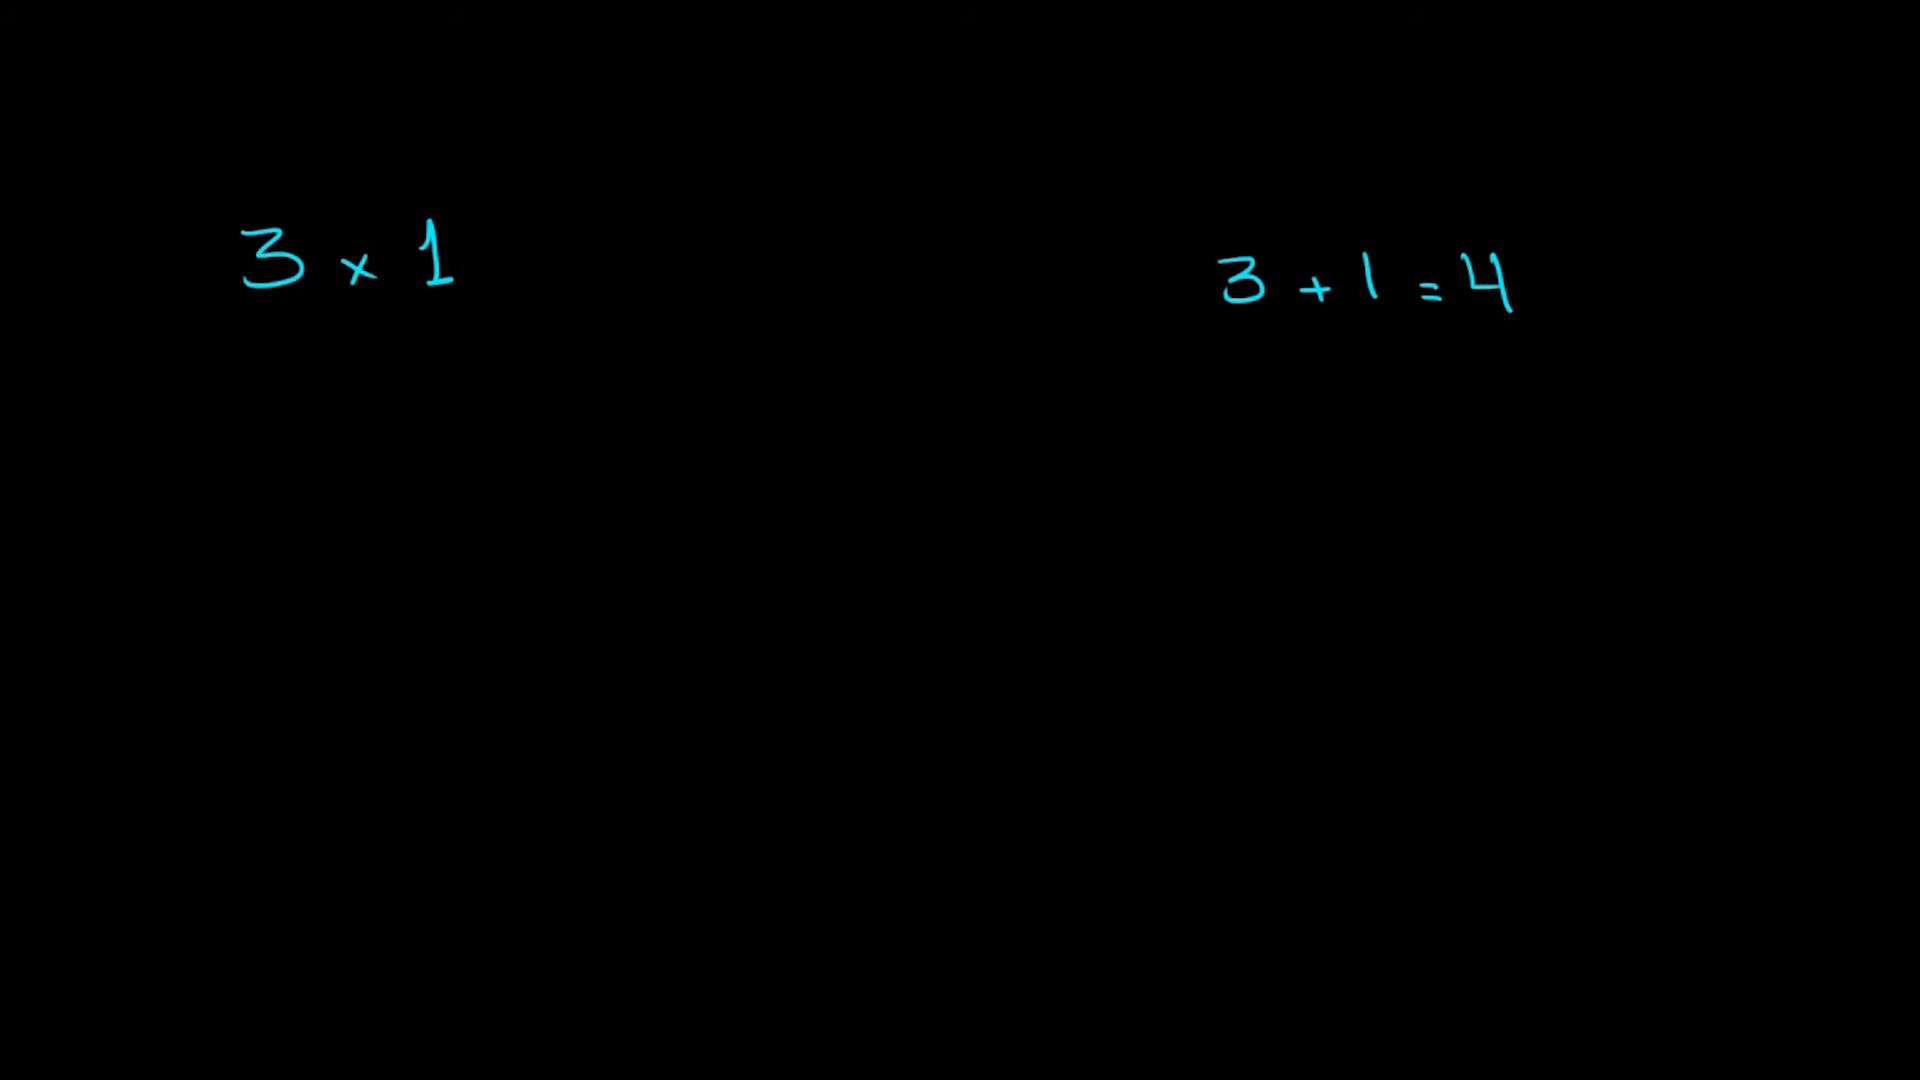 3 × 1
3 + 1 = 4